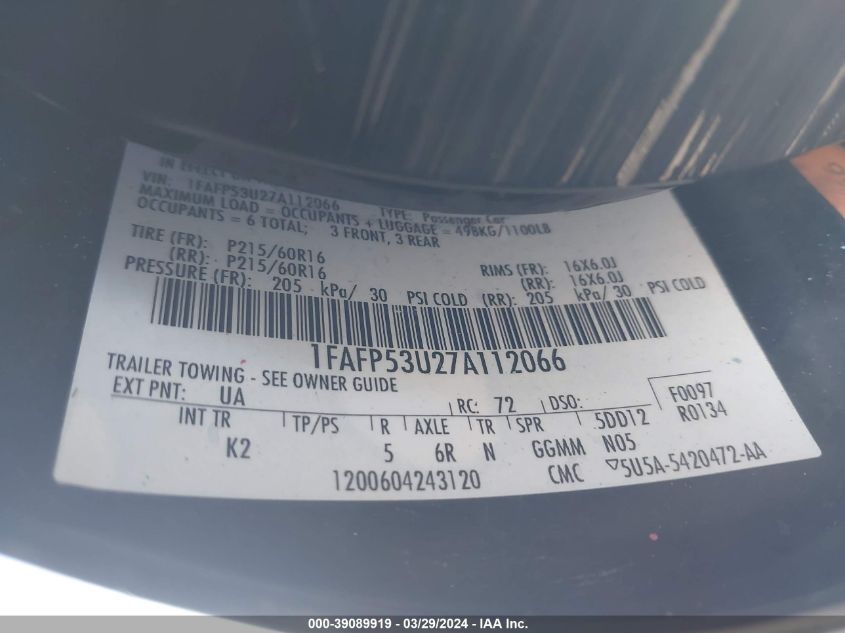 VIN: 1FAFP53U27A112066 TYPE: Passenger Car
MAXIMUM LOAD = OCCUPANTS + LUGGAGE = 498KG/1100LB
OCCUPANTS = 6 TOTAL; 3 FRONT, 3 REAR
TIRE (FR): P215/60R16 RIMS (FR): 16X6.0J
(RR): P215/60R16 (RR): 16X6.0J
PRESSURE (FR): 205 kPa/ 30 PSI COLD (RR): 205 kPa/ 30 PSI COLD
1FAFP53U27A112066
TRAILER TOWING - SEE OWNER GUIDE
EXT PNT: UA RC: 72 DSO: F0097
INT TR TP/PS R AXLE TR SPR 5DD12 R0134
K2 5 6R N GGMM N05
1200604243120 CMC ▽5U5A-5420472-AA
000-39089919 - 03/29/2024 - IAA Inc.